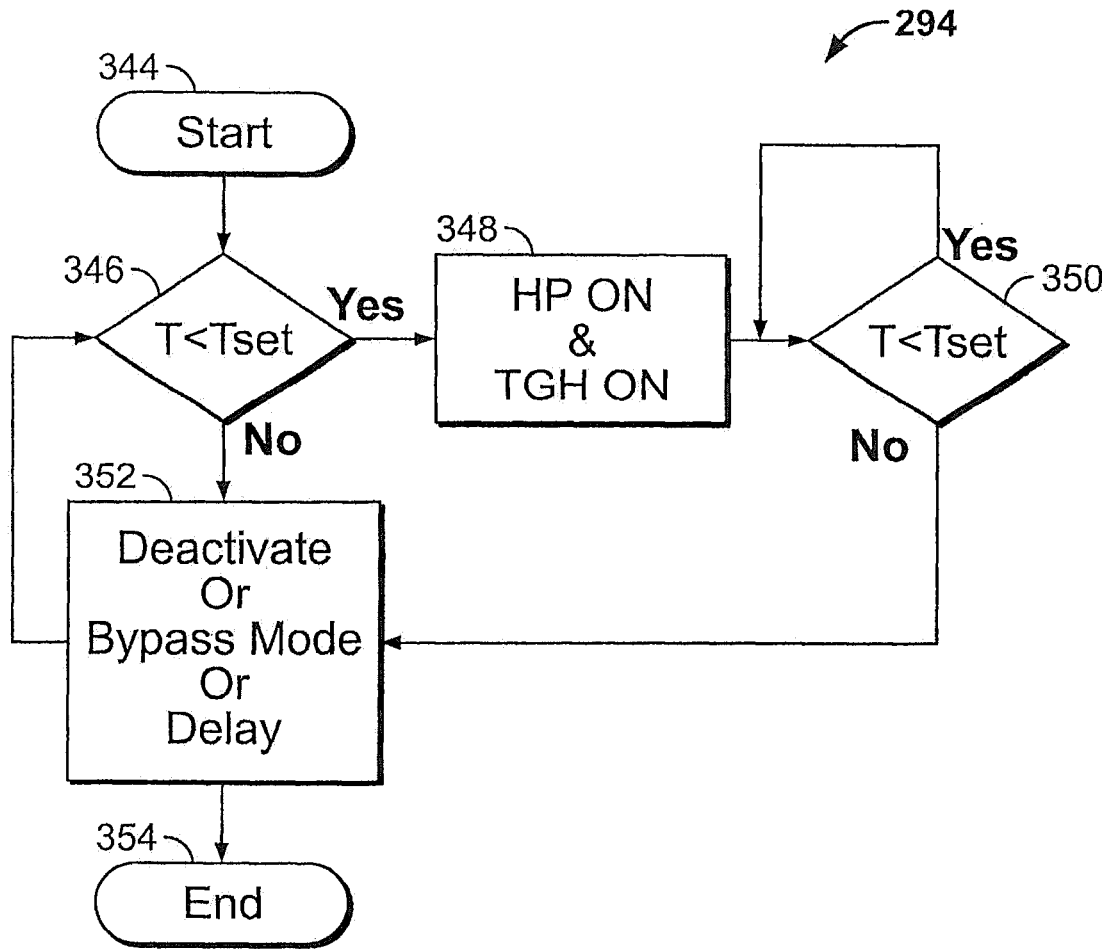 294
344
Start
346
T<Tset
Yes
No
348
HP ON
&
TGH ON
Yes
350
T<Tset
No
352
Deactivate
Or
Bypass Mode
Or
Delay
354
End